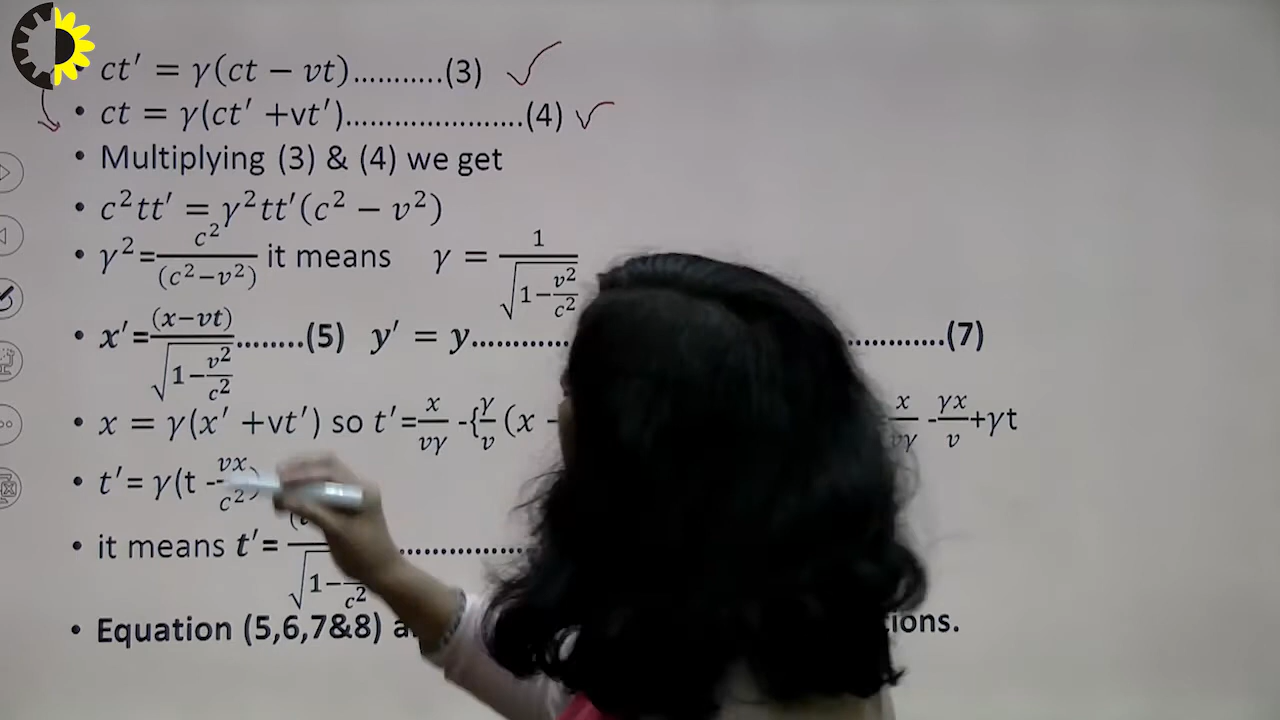 • ct′ = γ(ct − vt)...........(3)
• ct = γ(ct′ +vt′)......................(4)
• Multiplying (3) & (4) we get
• c²tt′ = γ²tt′(c² − v²)
• γ²=c²/(c²−v²) it means γ = 1/√(1−v²/c²)
• x′=(x−vt)/√(1−v²/c²)........(5) y′ = y............ ............(7)
• x = γ(x′ +vt′) so t′=x/vγ -{γ/v (x - x/vγ -γx/v+γt
• t′= γ(t -vx/c²)
• it means t′= √1− c² ............
• Equation (5,6,7&8)